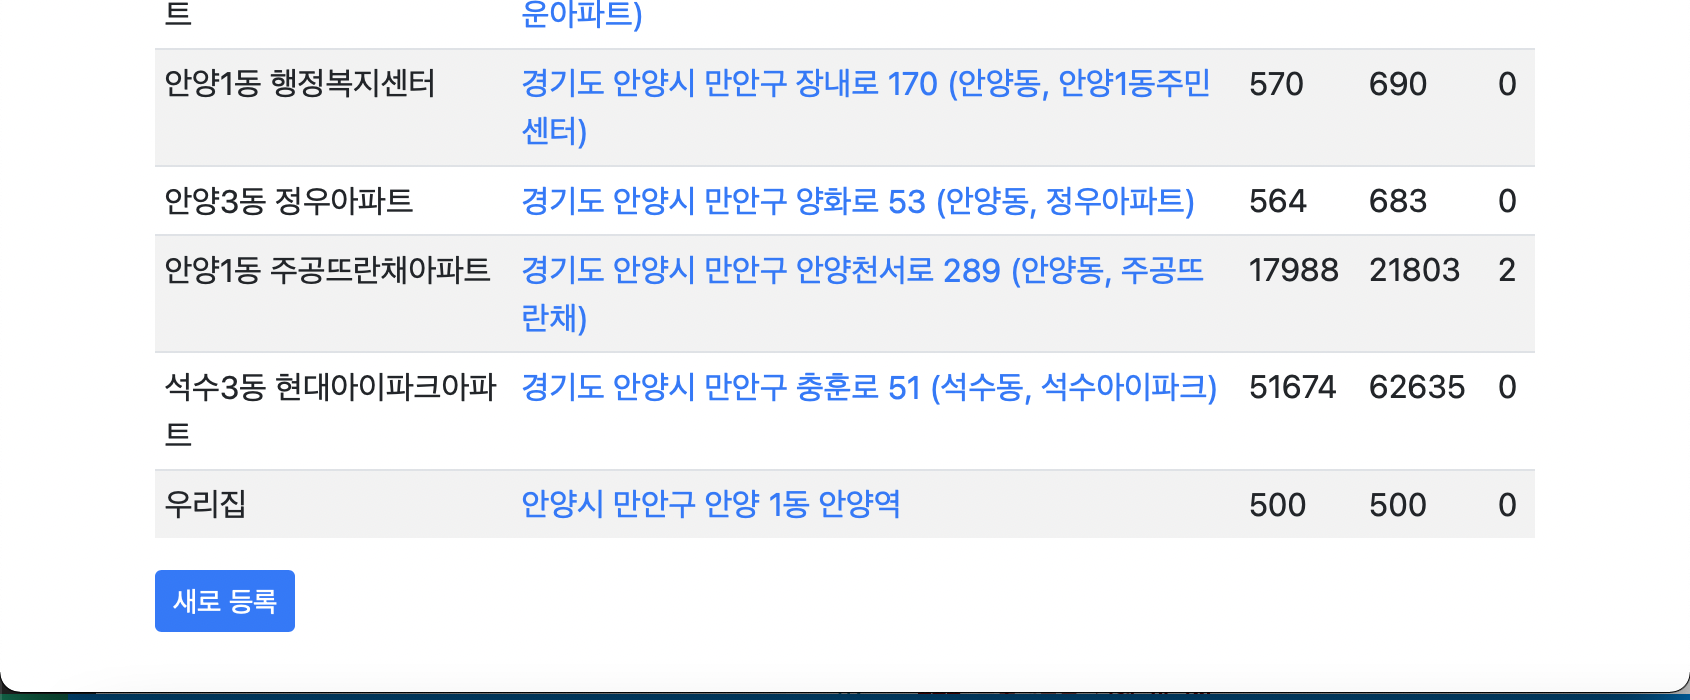 트 운아파트)
안양1동 행정복지센터 경기도 안양시 만안구 장내로 170 (안양동, 안양1동주민 570 690 0
센터)
안양3동 정우아파트 경기도 안양시 만안구 양화로 53 (안양동, 정우아파트) 564 683 0
안양1동 주공뜨란채아파트 경기도 안양시 만안구 안양천서로 289 (안양동, 주공뜨 17988 21803 2
란채)
석수3동 현대아이파크아파 경기도 안양시 만안구 충훈로 51 (석수동, 석수아이파크) 51674 62635 0
트
우리집 안양시 만안구 안양 1동 안양역 500 500 0
새로 등록